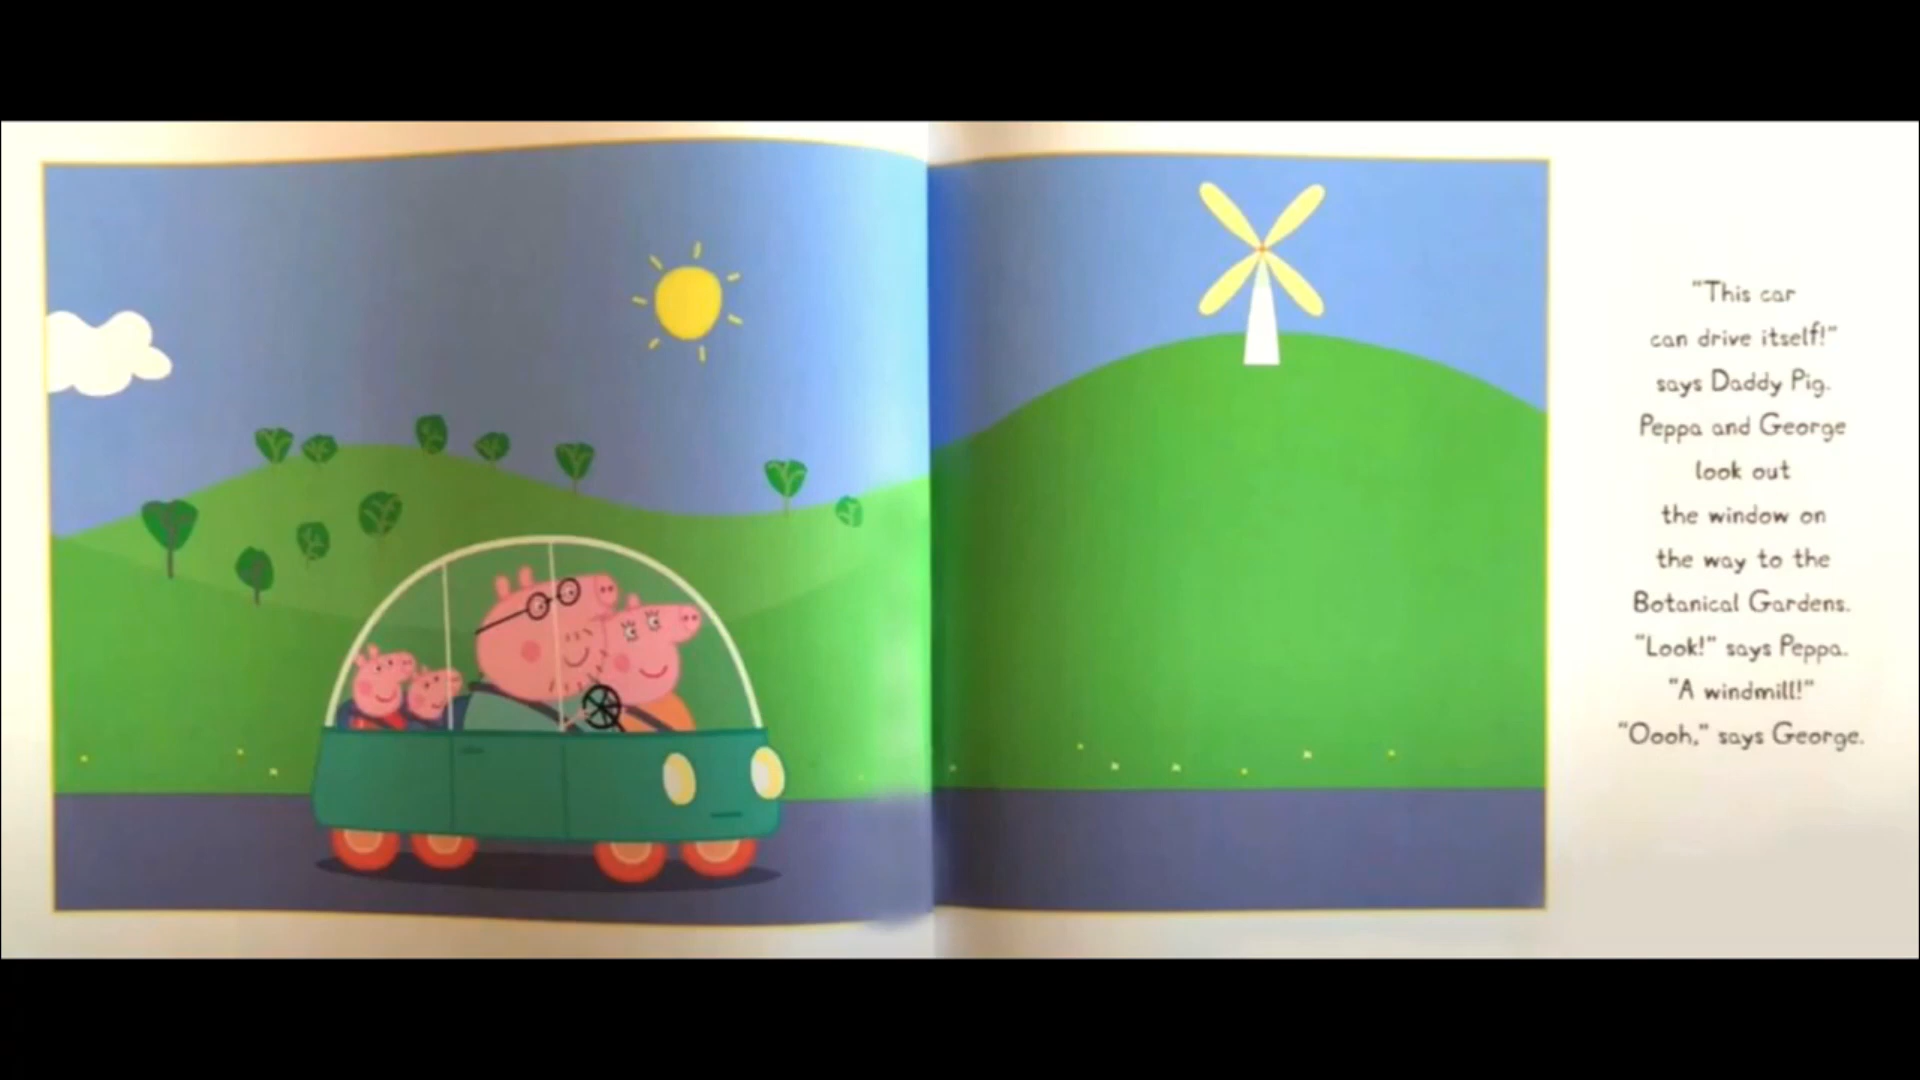 "This car
can drive itself!"
says Daddy Pig.
Peppa and George
look out
the window on
the way to the
Botanical Gardens.
"Look!" says Peppa.
"A windmill!"
"Oooh," says George.